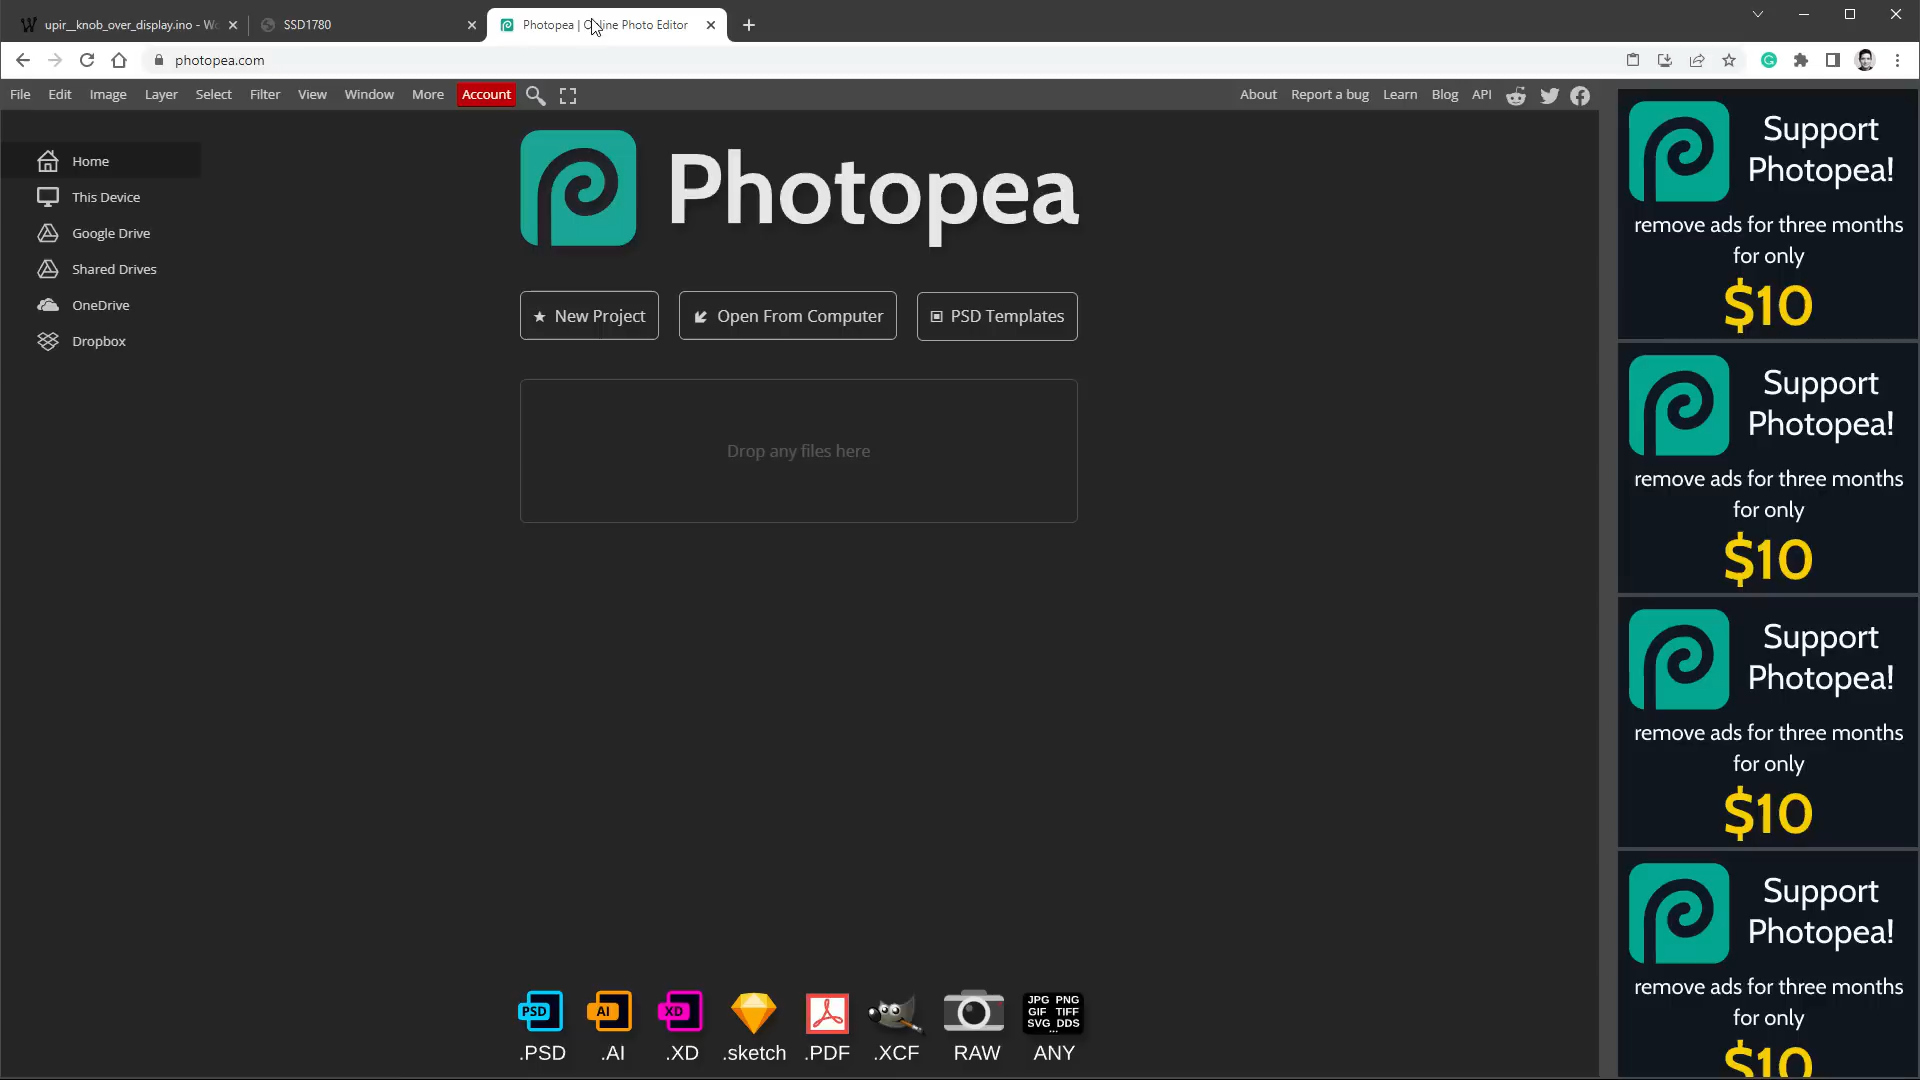 upir__knob_over_display.ino - Wo
SSD1780
Photopea | Online Photo Editor
photopea.com
File Edit Image Layer Select Filter View Window More Account
About Report a bug Learn Blog API
Home
This Device
Google Drive
Shared Drives
OneDrive
Dropbox
Photopea
New Project
Open From Computer
PSD Templates
Drop any files here
PSD
AI
XD
JPG PNG
GIF TIFF
SVG DDS
...
.PSD
.AI
.XD
.sketch
.PDF
.XCF
RAW
ANY
Support
Photopea!
remove ads for three months
for only
$10
Support
Photopea!
remove ads for three months
for only
$10
Support
Photopea!
remove ads for three months
for only
$10
Support
Photopea!
remove ads for three months
for only
$10